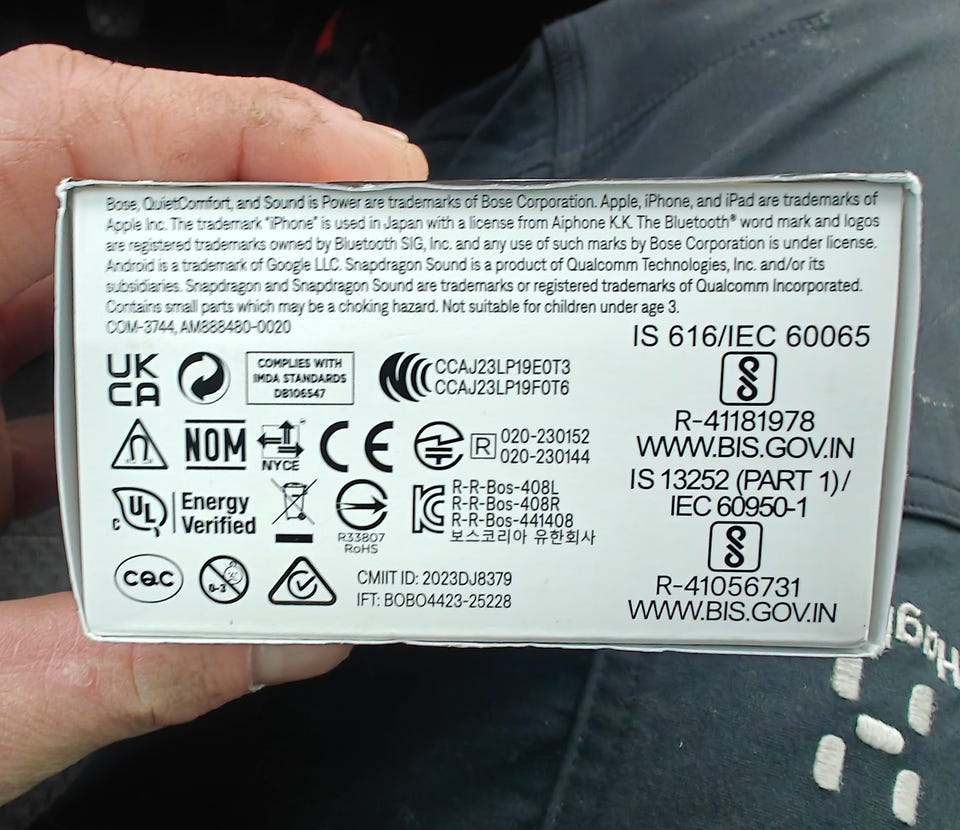 Bose, QuietComfort, and Sound is Power are trademarks of Bose Corporation. Apple, iPhone, and iPad are trademarks of
Apple Inc. The trademark "iPhone" is used in Japan with a license from Aiphone K.K. The Bluetooth® word mark and logos
are registered trademarks owned by Bluetooth SIG, Inc. and any use of such marks by Bose Corporation is under license.
Android is a trademark of Google LLC. Snapdragon Sound is a product of Qualcomm Technologies, Inc. and/or its
subsidiaries. Snapdragon and Snapdragon Sound are trademarks or registered trademarks of Qualcomm Incorporated.
Contains small parts which may be a choking hazard. Not suitable for children under age 3.
COM-3744, AM888480-0020
UK
CA
COMPLIES WITH
IMDA STANDARDS
DB106547
CCAJ23LP19E0T3
CCAJ23LP19F0T6
NOM
NYCE
CE
R
020-230152
020-230144
c UL
Energy
Verified
R33807
RoHS
R-R-Bos-408L
R-R-Bos-408R
R-R-Bos-441408
보스코리아 유한회사
CQC
0-3
CMIIT ID: 2023DJ8379
IFT: BOBO4423-25228
IS 616/IEC 60065
R-41181978
WWW.BIS.GOV.IN
IS 13252 (PART 1)/
IEC 60950-1
R-41056731
WWW.BIS.GOV.IN